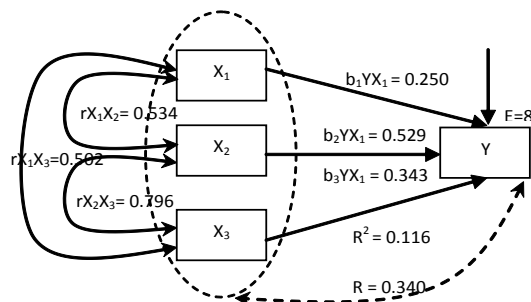 X1
b1YX1 = 0.250
rX1X2= 0.534
E=8
X2
b2YX1 = 0.529
Y
rX1X3=0.502
b3YX1 = 0.343
rX2X3= 0.796
X3
R² = 0.116
R = 0.340